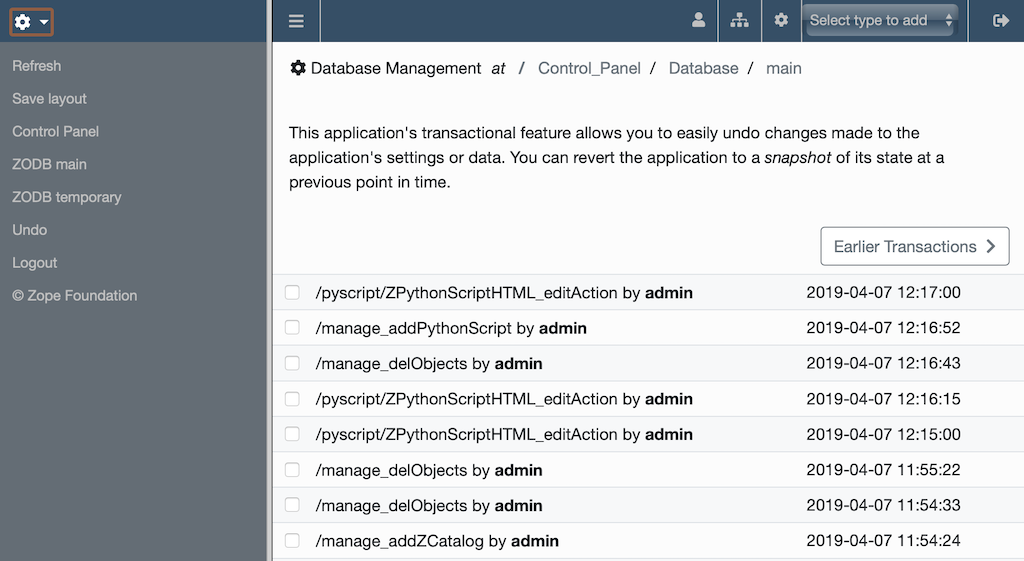 Select type to add
Refresh
Save layout
Control Panel
ZODB main
ZODB temporary
Undo
Logout
© Zope Foundation
Database Management at / Control_Panel / Database / main
This application's transactional feature allows you to easily undo changes made to the
application's settings or data. You can revert the application to a snapshot of its state at a
previous point in time.
Earlier Transactions
/pyscript/ZPythonScriptHTML_editAction by admin 2019-04-07 12:17:00
/manage_addPythonScript by admin 2019-04-07 12:16:52
/manage_delObjects by admin 2019-04-07 12:16:43
/pyscript/ZPythonScriptHTML_editAction by admin 2019-04-07 12:16:15
/pyscript/ZPythonScriptHTML_editAction by admin 2019-04-07 12:15:00
/manage_delObjects by admin 2019-04-07 11:55:22
/manage_delObjects by admin 2019-04-07 11:54:33
/manage_addZCatalog by admin 2019-04-07 11:54:24